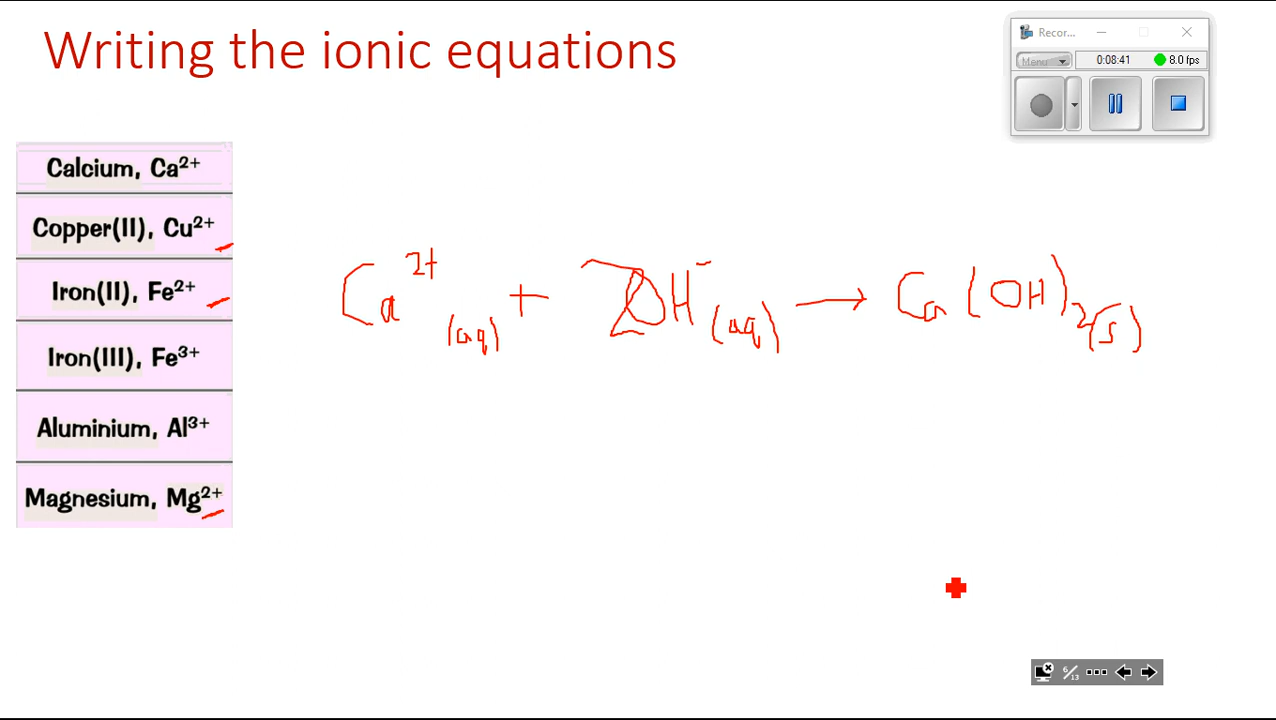 Writing the ionic equations
Recor...
Menu
0:08:41
8.0 fps
Calcium, Ca²⁺
Copper(II), Cu²⁺
Iron(II), Fe²⁺
Iron(III), Fe³⁺
Aluminium, Al³⁺
Magnesium, Mg²⁺
Ca²⁺(aq) + 2OH⁻(aq) → Ca(OH)₂(s)
6/13